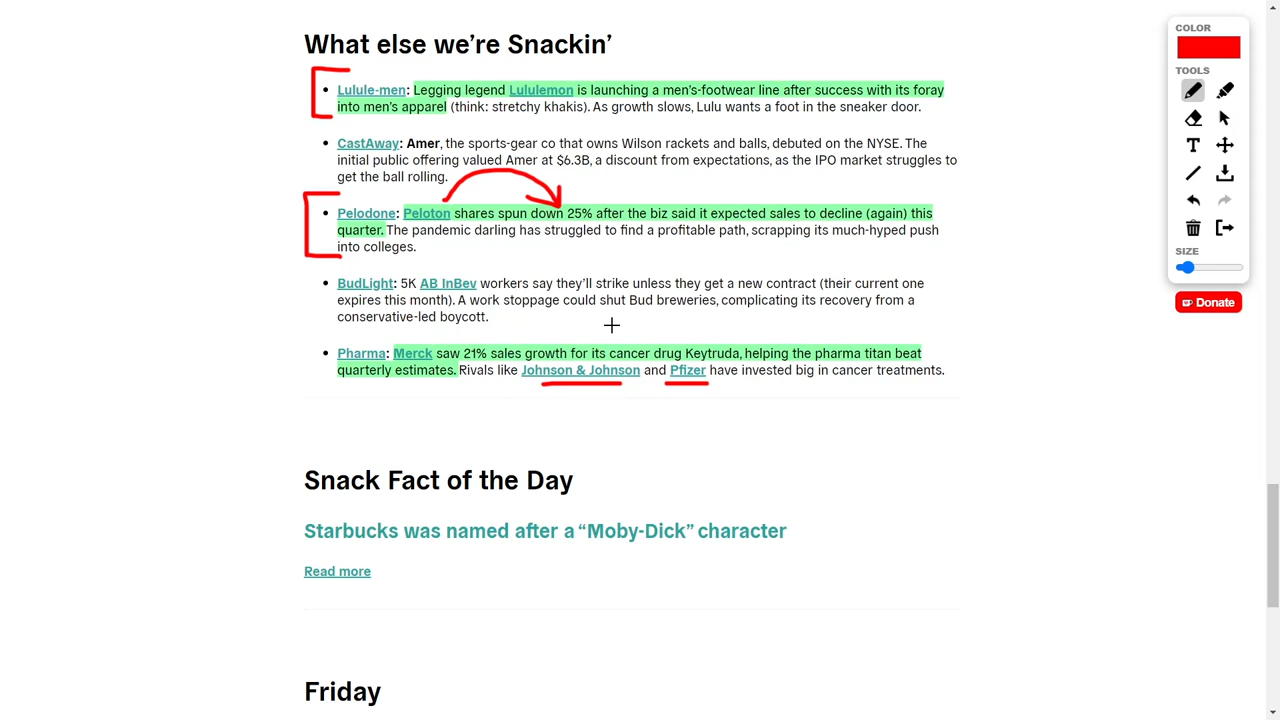 What else we’re Snackin’
Lulule-men: Legging legend Lululemon is launching a men’s-footwear line after success with its foray
into men’s apparel (think: stretchy khakis). As growth slows, Lulu wants a foot in the sneaker door.
CastAway: Amer, the sports-gear co that owns Wilson rackets and balls, debuted on the NYSE. The
initial public offering valued Amer at $6.3B, a discount from expectations, as the IPO market struggles to
get the ball rolling.
Pelodone: Peloton shares spun down 25% after the biz said it expected sales to decline (again) this
quarter. The pandemic darling has struggled to find a profitable path, scrapping its much-hyped push
into colleges.
BudLight: 5K AB InBev workers say they’ll strike unless they get a new contract (their current one
expires this month). A work stoppage could shut Bud breweries, complicating its recovery from a
conservative-led boycott.
Pharma: Merck saw 21% sales growth for its cancer drug Keytruda, helping the pharma titan beat
quarterly estimates. Rivals like Johnson & Johnson and Pfizer have invested big in cancer treatments.
Snack Fact of the Day
Starbucks was named after a “Moby-Dick” character
Read more
Friday
COLOR
TOOLS
T
SIZE
Donate